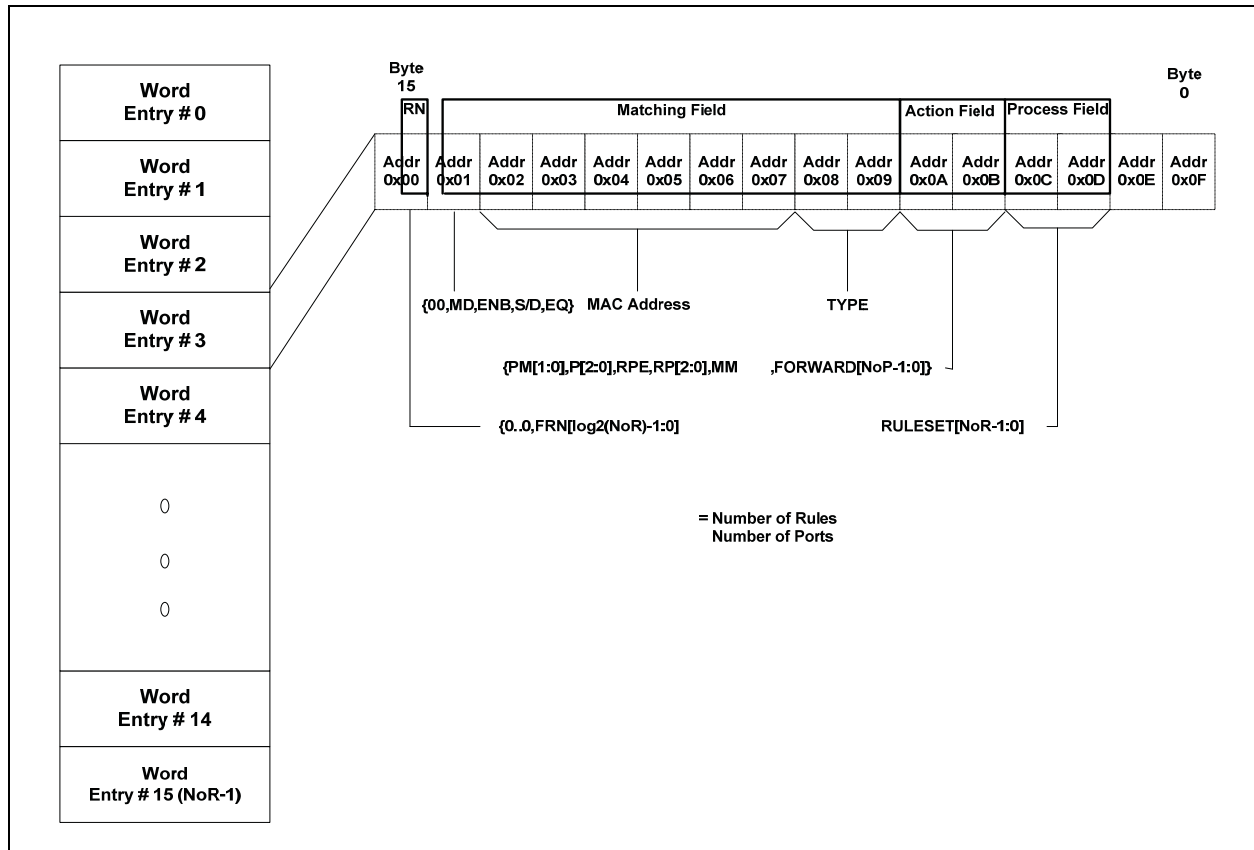 Word
Entry # 0
Word
Entry # 1
Word
Entry # 2
Word
Entry # 3
Word
Entry # 4
0
0
0
Word
Entry # 14
Word
Entry # 15 (NoR-1)
Byte
15
Byte
0
RN
Matching Field
Action Field
Process Field
Addr
0x00
Addr
0x01
Addr
0x02
Addr
0x03
Addr
0x04
Addr
0x05
Addr
0x06
Addr
0x07
Addr
0x08
Addr
0x09
Addr
0x0A
Addr
0x0B
Addr
0x0C
Addr
0x0D
Addr
0x0E
Addr
0x0F
{00,MD,ENB,S/D,EQ}
MAC Address
TYPE
{PM[1:0],P[2:0],RPE,RP[2:0],MM ,FORWARD[NoP-1:0]}
{0..0,FRN[log2(NoR)-1:0]
RULESET[NoR-1:0]
= Number of Rules
Number of Ports